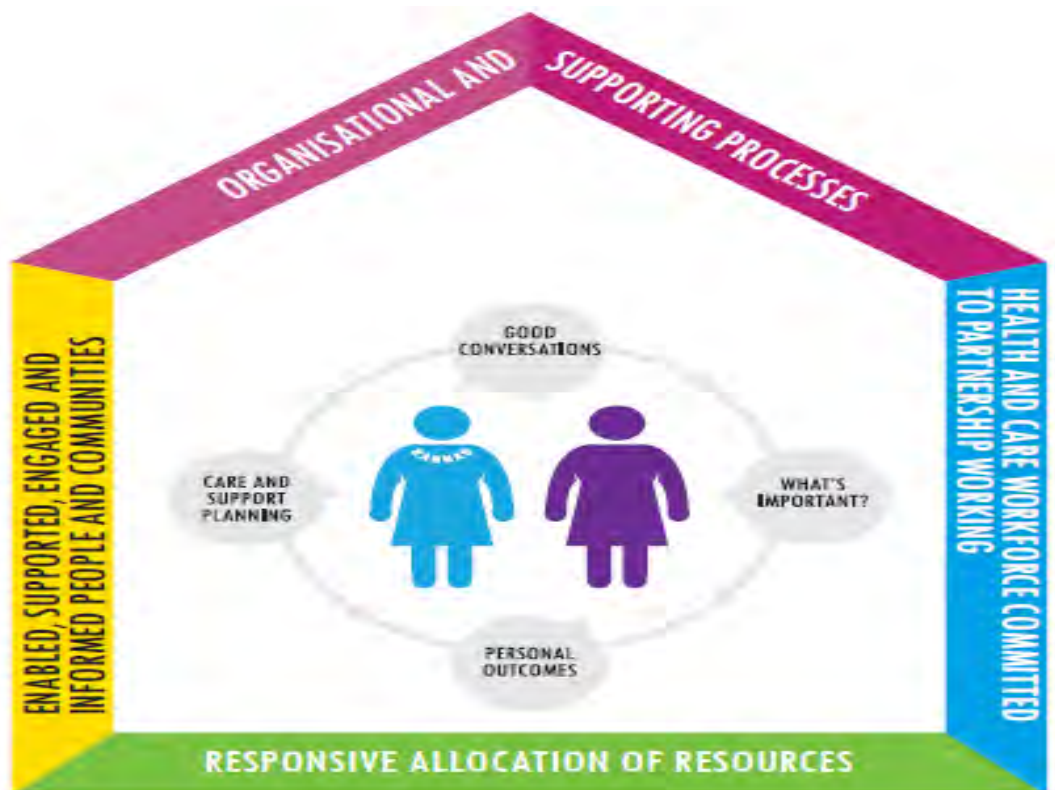 ORGANISATIONAL AND
SUPPORTING PROCESSES
ENABLED, SUPPORTED, ENGAGED AND
INFORMED PEOPLE AND COMMUNITIES
HEALTH AND CARE WORKFORCE COMMITTED
TO PARTNERSHIP WORKING
GOOD
CONVERSATIONS
CARE AND
SUPPORT
PLANNING
WHAT'S
IMPORTANT?
PERSONAL
OUTCOMES
RESPONSIVE ALLOCATION OF RESOURCES